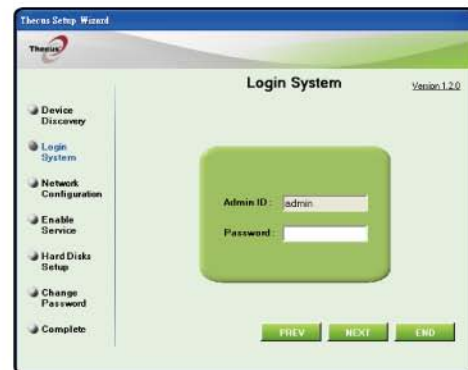 Thecus Setup Wizard
Thecus
Login System
Version 1.2.0
Device
Discovery
Login
System
Network
Configuration
Enable
Service
Hard Disks
Setup
Change
Password
Complete
Admin ID :
admin
Password :
PREV
NEXT
END